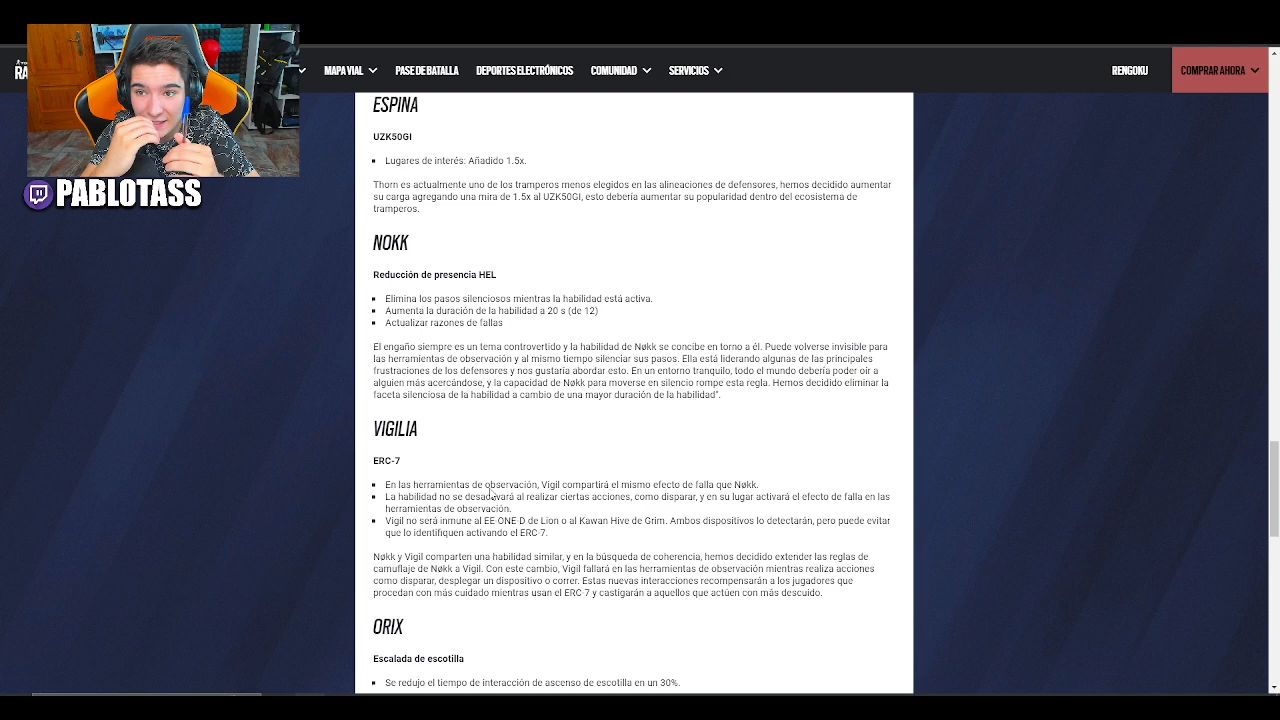 RA
MAPA VIAL
PASE DE BATALLA
DEPORTES ELECTRÓNICOS
COMUNIDAD
SERVICIOS
RENGOKU
COMPRAR AHORA
PABLOTASS
ESPINA
UZK50GI
Lugares de interés: Añadido 1.5x.
Thorn es actualmente uno de los tramperos menos elegidos en las alineaciones de defensores, hemos decidido aumentar
su carga agregando una mira de 1.5x al UZK50GI, esto debería aumentar su popularidad dentro del ecosistema de
tramperos.
NOKK
Reducción de presencia HEL
Elimina los pasos silenciosos mientras la habilidad está activa.
Aumenta la duración de la habilidad a 20 s (de 12)
Actualizar razones de fallas
El engaño siempre es un tema controvertido y la habilidad de Nøkk se concibe en torno a él. Puede volverse invisible para
las herramientas de observación y al mismo tiempo silenciar sus pasos. Ella está liderando algunas de las principales
frustraciones de los defensores y nos gustaría abordar esto. En un entorno tranquilo, todo el mundo debería poder oír a
alguien más acercándose, y la capacidad de Nøkk para moverse en silencio rompe esta regla. Hemos decidido eliminar la
faceta silenciosa de la habilidad a cambio de una mayor duración de la habilidad".
VIGILIA
ERC-7
En las herramientas de observación, Vigil compartirá el mismo efecto de falla que Nøkk.
La habilidad no se desactivará al realizar ciertas acciones, como disparar, y en su lugar activará el efecto de falla en las
herramientas de observación.
Vigil no será inmune al EE-ONE-D de Lion o al Kawan Hive de Grim. Ambos dispositivos lo detectarán, pero puede evitar
que lo identifiquen activando el ERC-7.
Nøkk y Vigil comparten una habilidad similar, y en la búsqueda de coherencia, hemos decidido extender las reglas de
camuflaje de Nøkk a Vigil. Con este cambio, Vigil fallará en las herramientas de observación mientras realiza acciones
como disparar, desplegar un dispositivo o correr. Estas nuevas interacciones recompensarán a los jugadores que
procedan con más cuidado mientras usan el ERC-7 y castigarán a aquellos que actúen con más descuido.
ORIX
Escalada de escotilla
Se redujo el tiempo de interacción de ascenso de escotilla en un 30%.